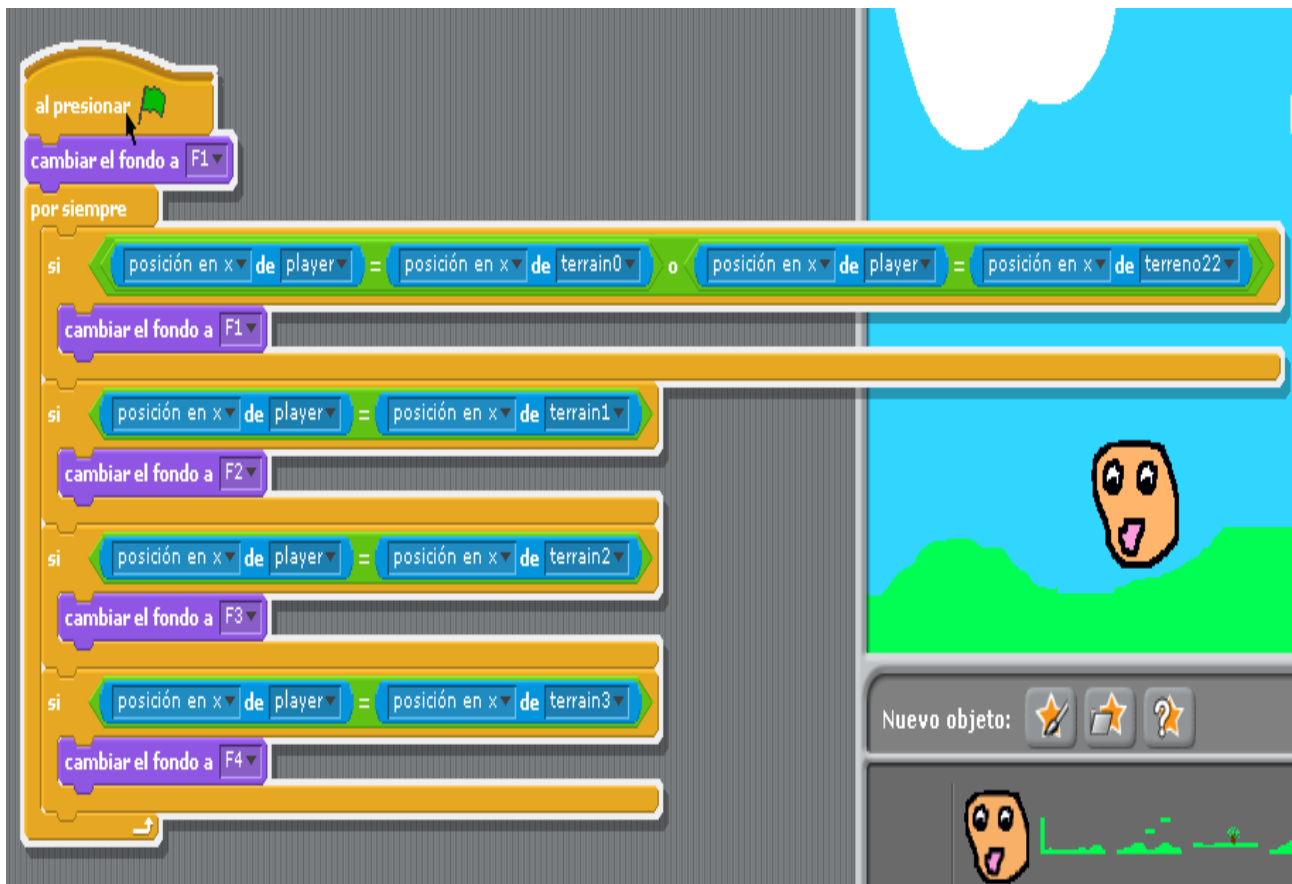 al presionar
cambiar el fondo a F1
por siempre
si posición en x de player = posición en x de terrain0 o posición en x de player = posición en x de terreno22
cambiar el fondo a F1
si posición en x de player = posición en x de terrain1
cambiar el fondo a F2
si posición en x de player = posición en x de terrain2
cambiar el fondo a F3
si posición en x de player = posición en x de terrain3
cambiar el fondo a F4
Nuevo objeto: